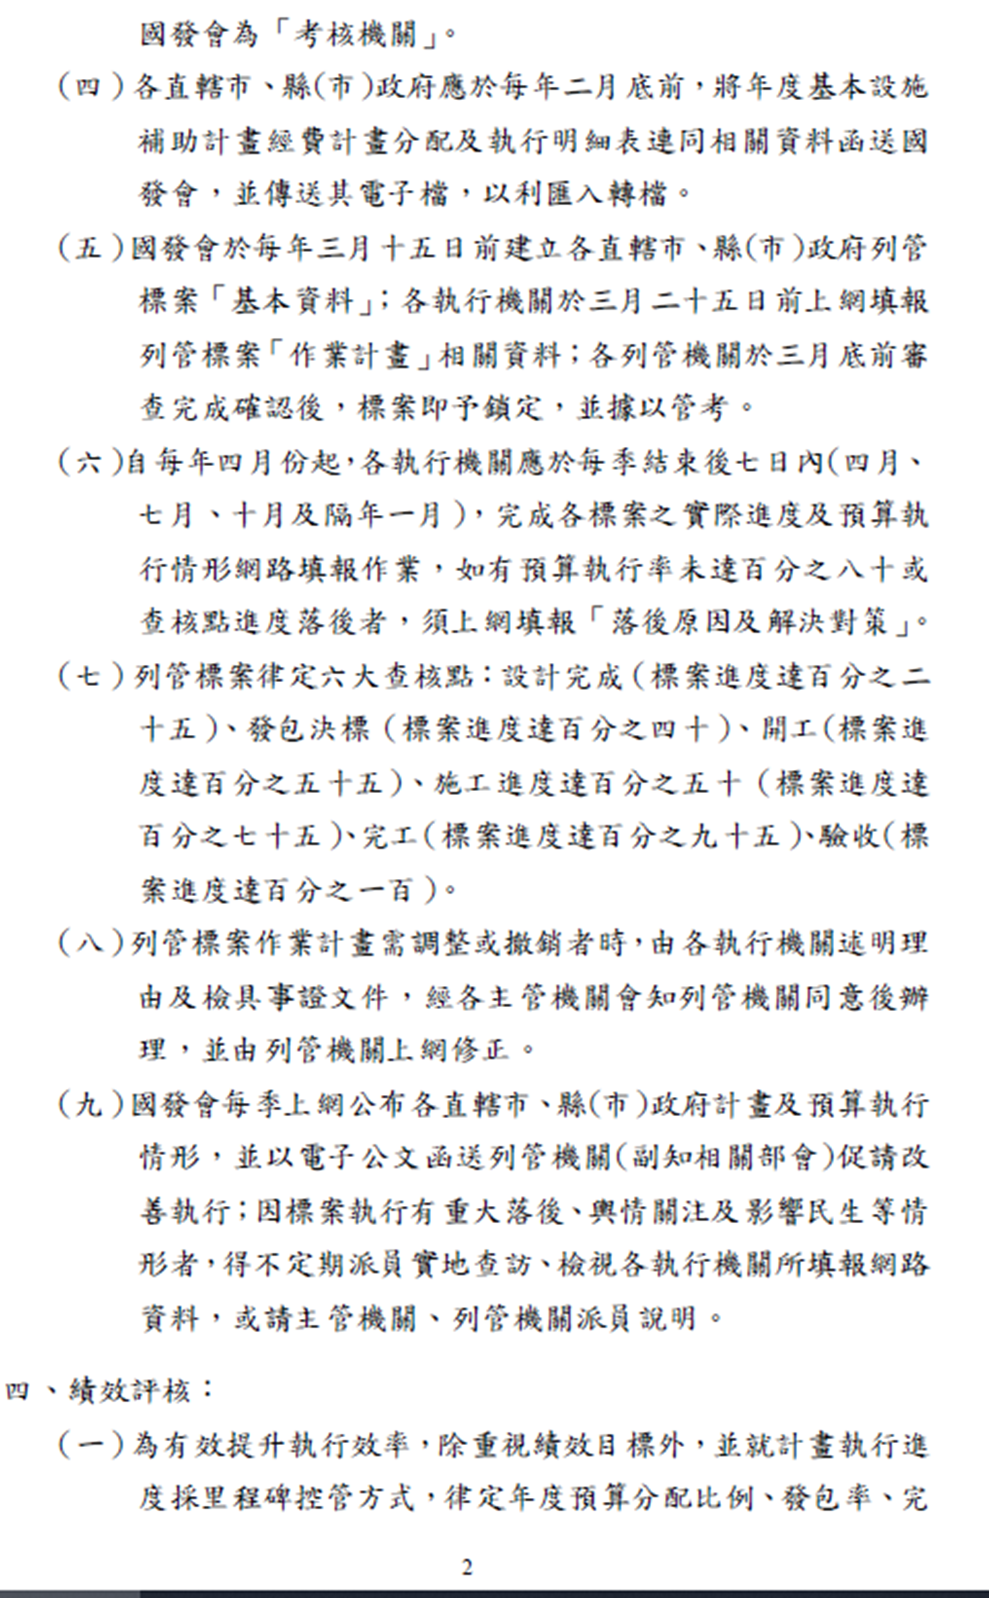 國發會為「考核機關」。
(四)各直轄市、縣(市)政府應於每年二月底前，將年度基本設施
補助計畫經費計畫分配及執行明細表連同相關資料函送國
發會，並傳送其電子檔，以利匯入轉檔。
(五)國發會於每年三月十五日前建立各直轄市、縣(市)政府列管
標案「基本資料」；各執行機關於三月二十五日前上網填報
列管標案「作業計畫」相關資料；各列管機關於三月底前審
查完成確認後，標案即予鎖定，並據以管考。
(六)自每年四月份起，各執行機關應於每季結束後七日內(四月、
七月、十月及隔年一月)，完成各標案之實際進度及預算執
行情形網路填報作業，如有預算執行率未達百分之八十或
查核點進度落後者，須上網填報「落後原因及解決對策」。
(七)列管標案律定六大查核點：設計完成(標案進度達百分之二
十五)、發包決標(標案進度達百分之四十)、開工(標案進
度達百分之五十五)、施工進度達百分之五十(標案進度達
百分之七十五)、完工(標案進度達百分之九十五)、驗收(標
案進度達百分之一百)。
(八)列管標案作業計畫需調整或撤銷者時，由各執行機關述明理
由及檢具事證文件，經各主管機關會知列管機關同意後辦
理，並由列管機關上網修正。
(九)國發會每季上網公布各直轄市、縣(市)政府計畫及預算執行
情形，並以電子公文函送列管機關(副知相關部會)促請改
善執行；因標案執行有重大落後、輿情關注及影響民生等情
形者，得不定期派員實地查訪、檢視各執行機關所填報網路
資料，或請主管機關、列管機關派員說明。
四、績效評核：
(一)為有效提升執行效率，除重視績效目標外，並就計畫執行進
度採里程碑控管方式，律定年度預算分配比例、發包率、完
2